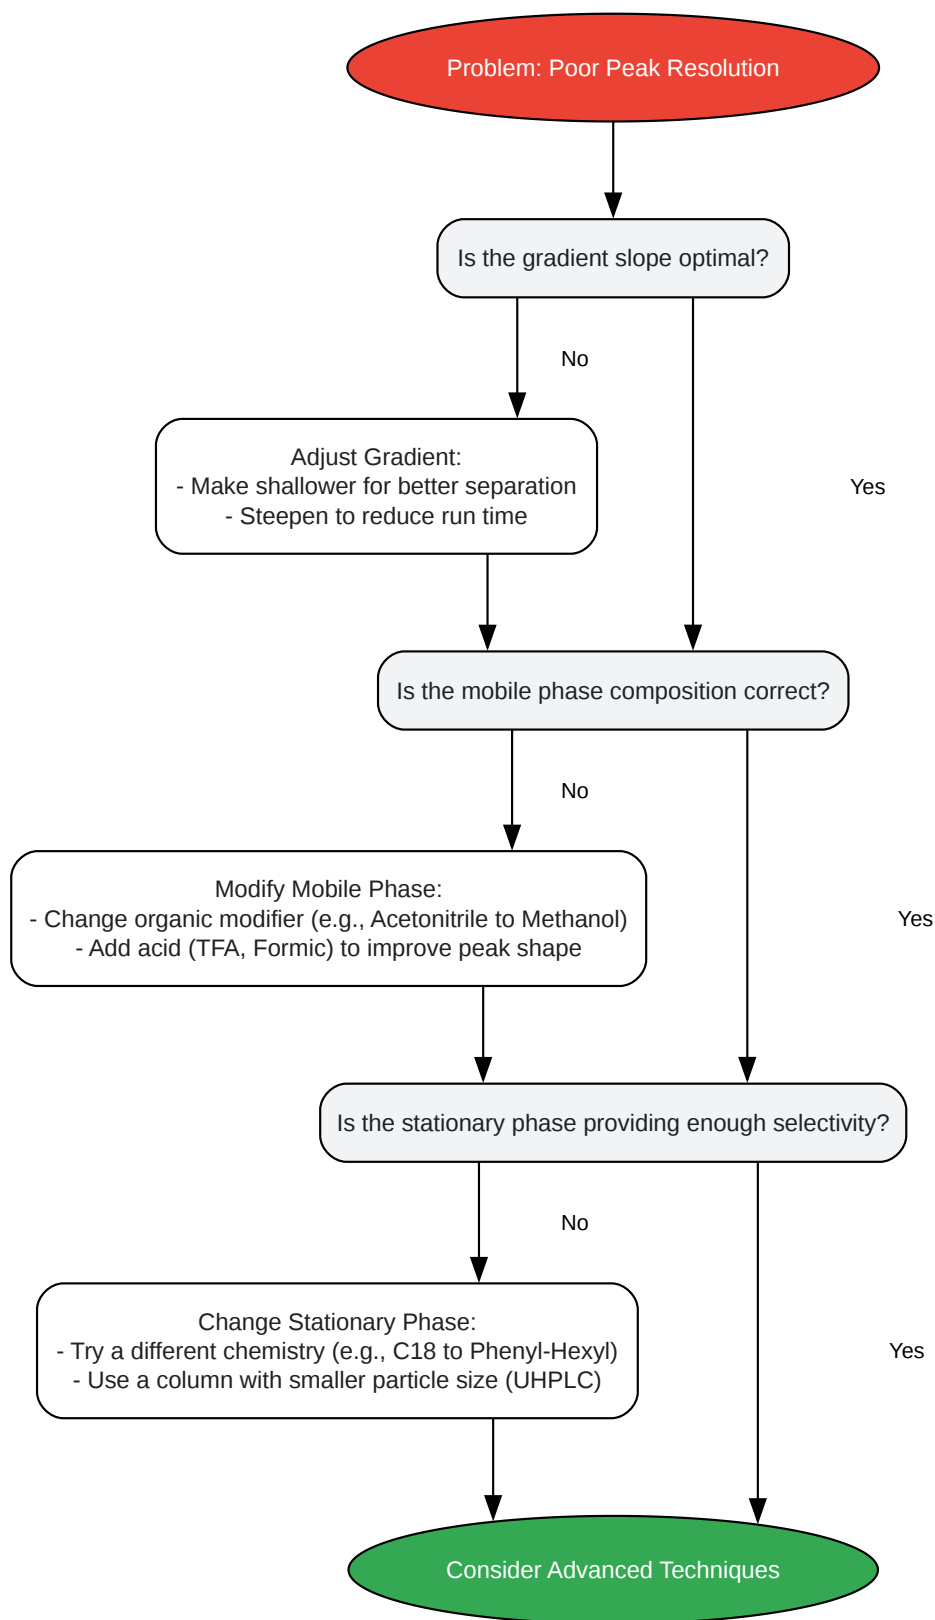 Problem: Poor Peak Resolution
Is the gradient slope optimal?
No
Adjust Gradient:
- Make shallower for better separation
- Steepen to reduce run time
Yes
Is the mobile phase composition correct?
No
Modify Mobile Phase:
- Change organic modifier (e.g., Acetonitrile to Methanol)
- Add acid (TFA, Formic) to improve peak shape
Yes
Is the stationary phase providing enough selectivity?
No
Change Stationary Phase:
- Try a different chemistry (e.g., C18 to Phenyl-Hexyl)
- Use a column with smaller particle size (UHPLC)
Yes
Consider Advanced Techniques